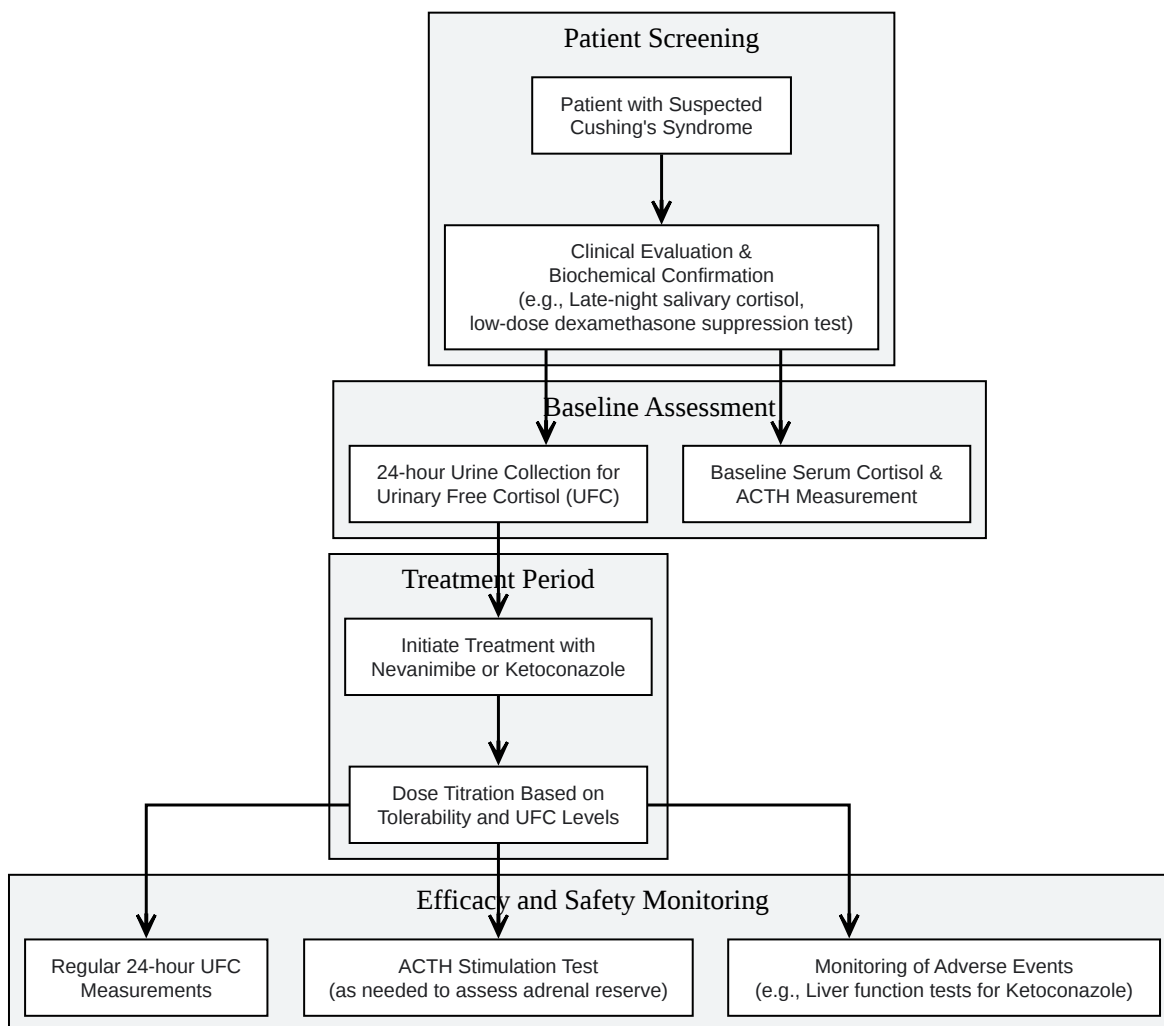 Patient Screening
Patient with Suspected
Cushing's Syndrome
Clinical Evaluation &
Biochemical Confirmation
(e.g., Late-night salivary cortisol,
low-dose dexamethasone suppression test)
Baseline Assessment
24-hour Urine Collection for
Urinary Free Cortisol (UFC)
Baseline Serum Cortisol &
ACTH Measurement
Treatment Period
Initiate Treatment with
Nevanimibe or Ketoconazole
Dose Titration Based on
Tolerability and UFC Levels
Efficacy and Safety Monitoring
Regular 24-hour UFC
Measurements
ACTH Stimulation Test
(as needed to assess adrenal reserve)
Monitoring of Adverse Events
(e.g., Liver function tests for Ketoconazole)